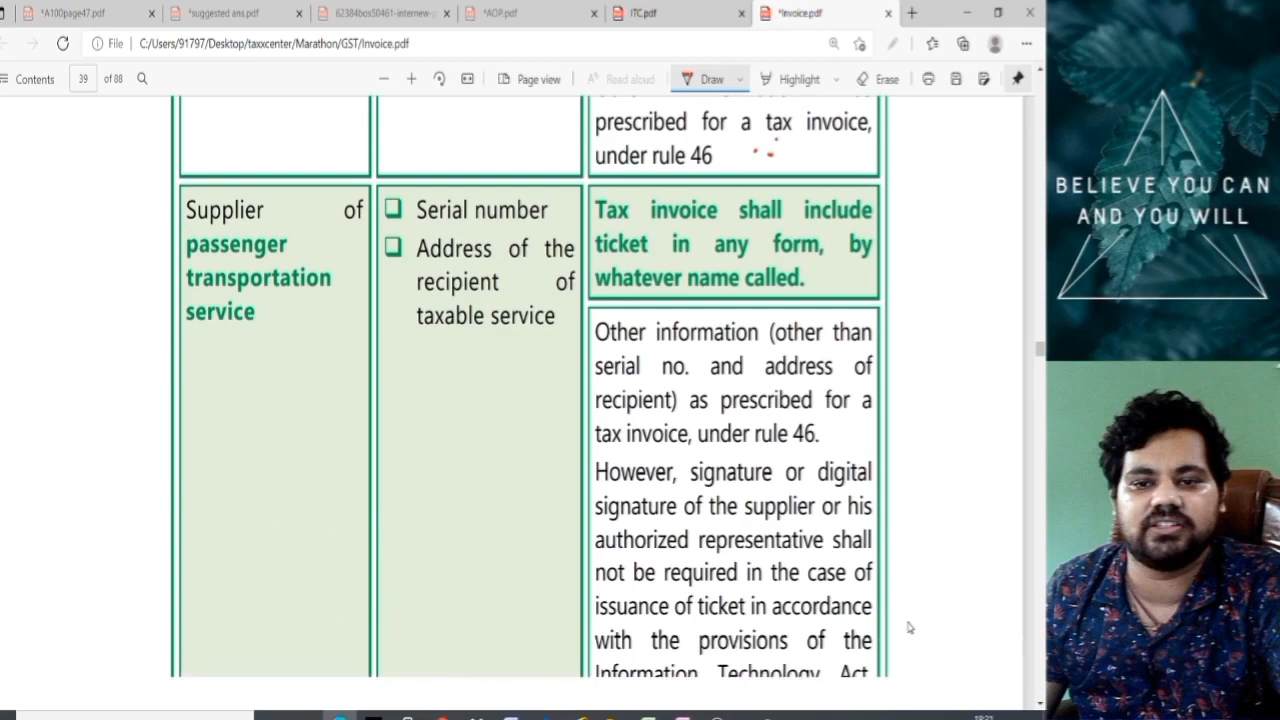 *A100page47.pdf
*suggested ans.pdf
62384bos50461-internew-
*AOP.pdf
ITC.pdf
*Invoice.pdf
File
C:/Users/91797/Desktop/taxxcenter/Marathon/GST/Invoice.pdf
Contents
39
of 88
Page view
Read aloud
Draw
Highlight
Erase
prescribed for a tax invoice,
under rule 46
Supplier of
passenger
transportation
service
Serial number
Address of the
recipient of
taxable service
Tax invoice shall include
ticket in any form, by
whatever name called.
Other information (other than
serial no. and address of
recipient) as prescribed for a
tax invoice, under rule 46.
However, signature or digital
signature of the supplier or his
authorized representative shall
not be required in the case of
issuance of ticket in accordance
with the provisions of the
Information Technology Act,
BELIEVE YOU CAN
AND YOU WILL